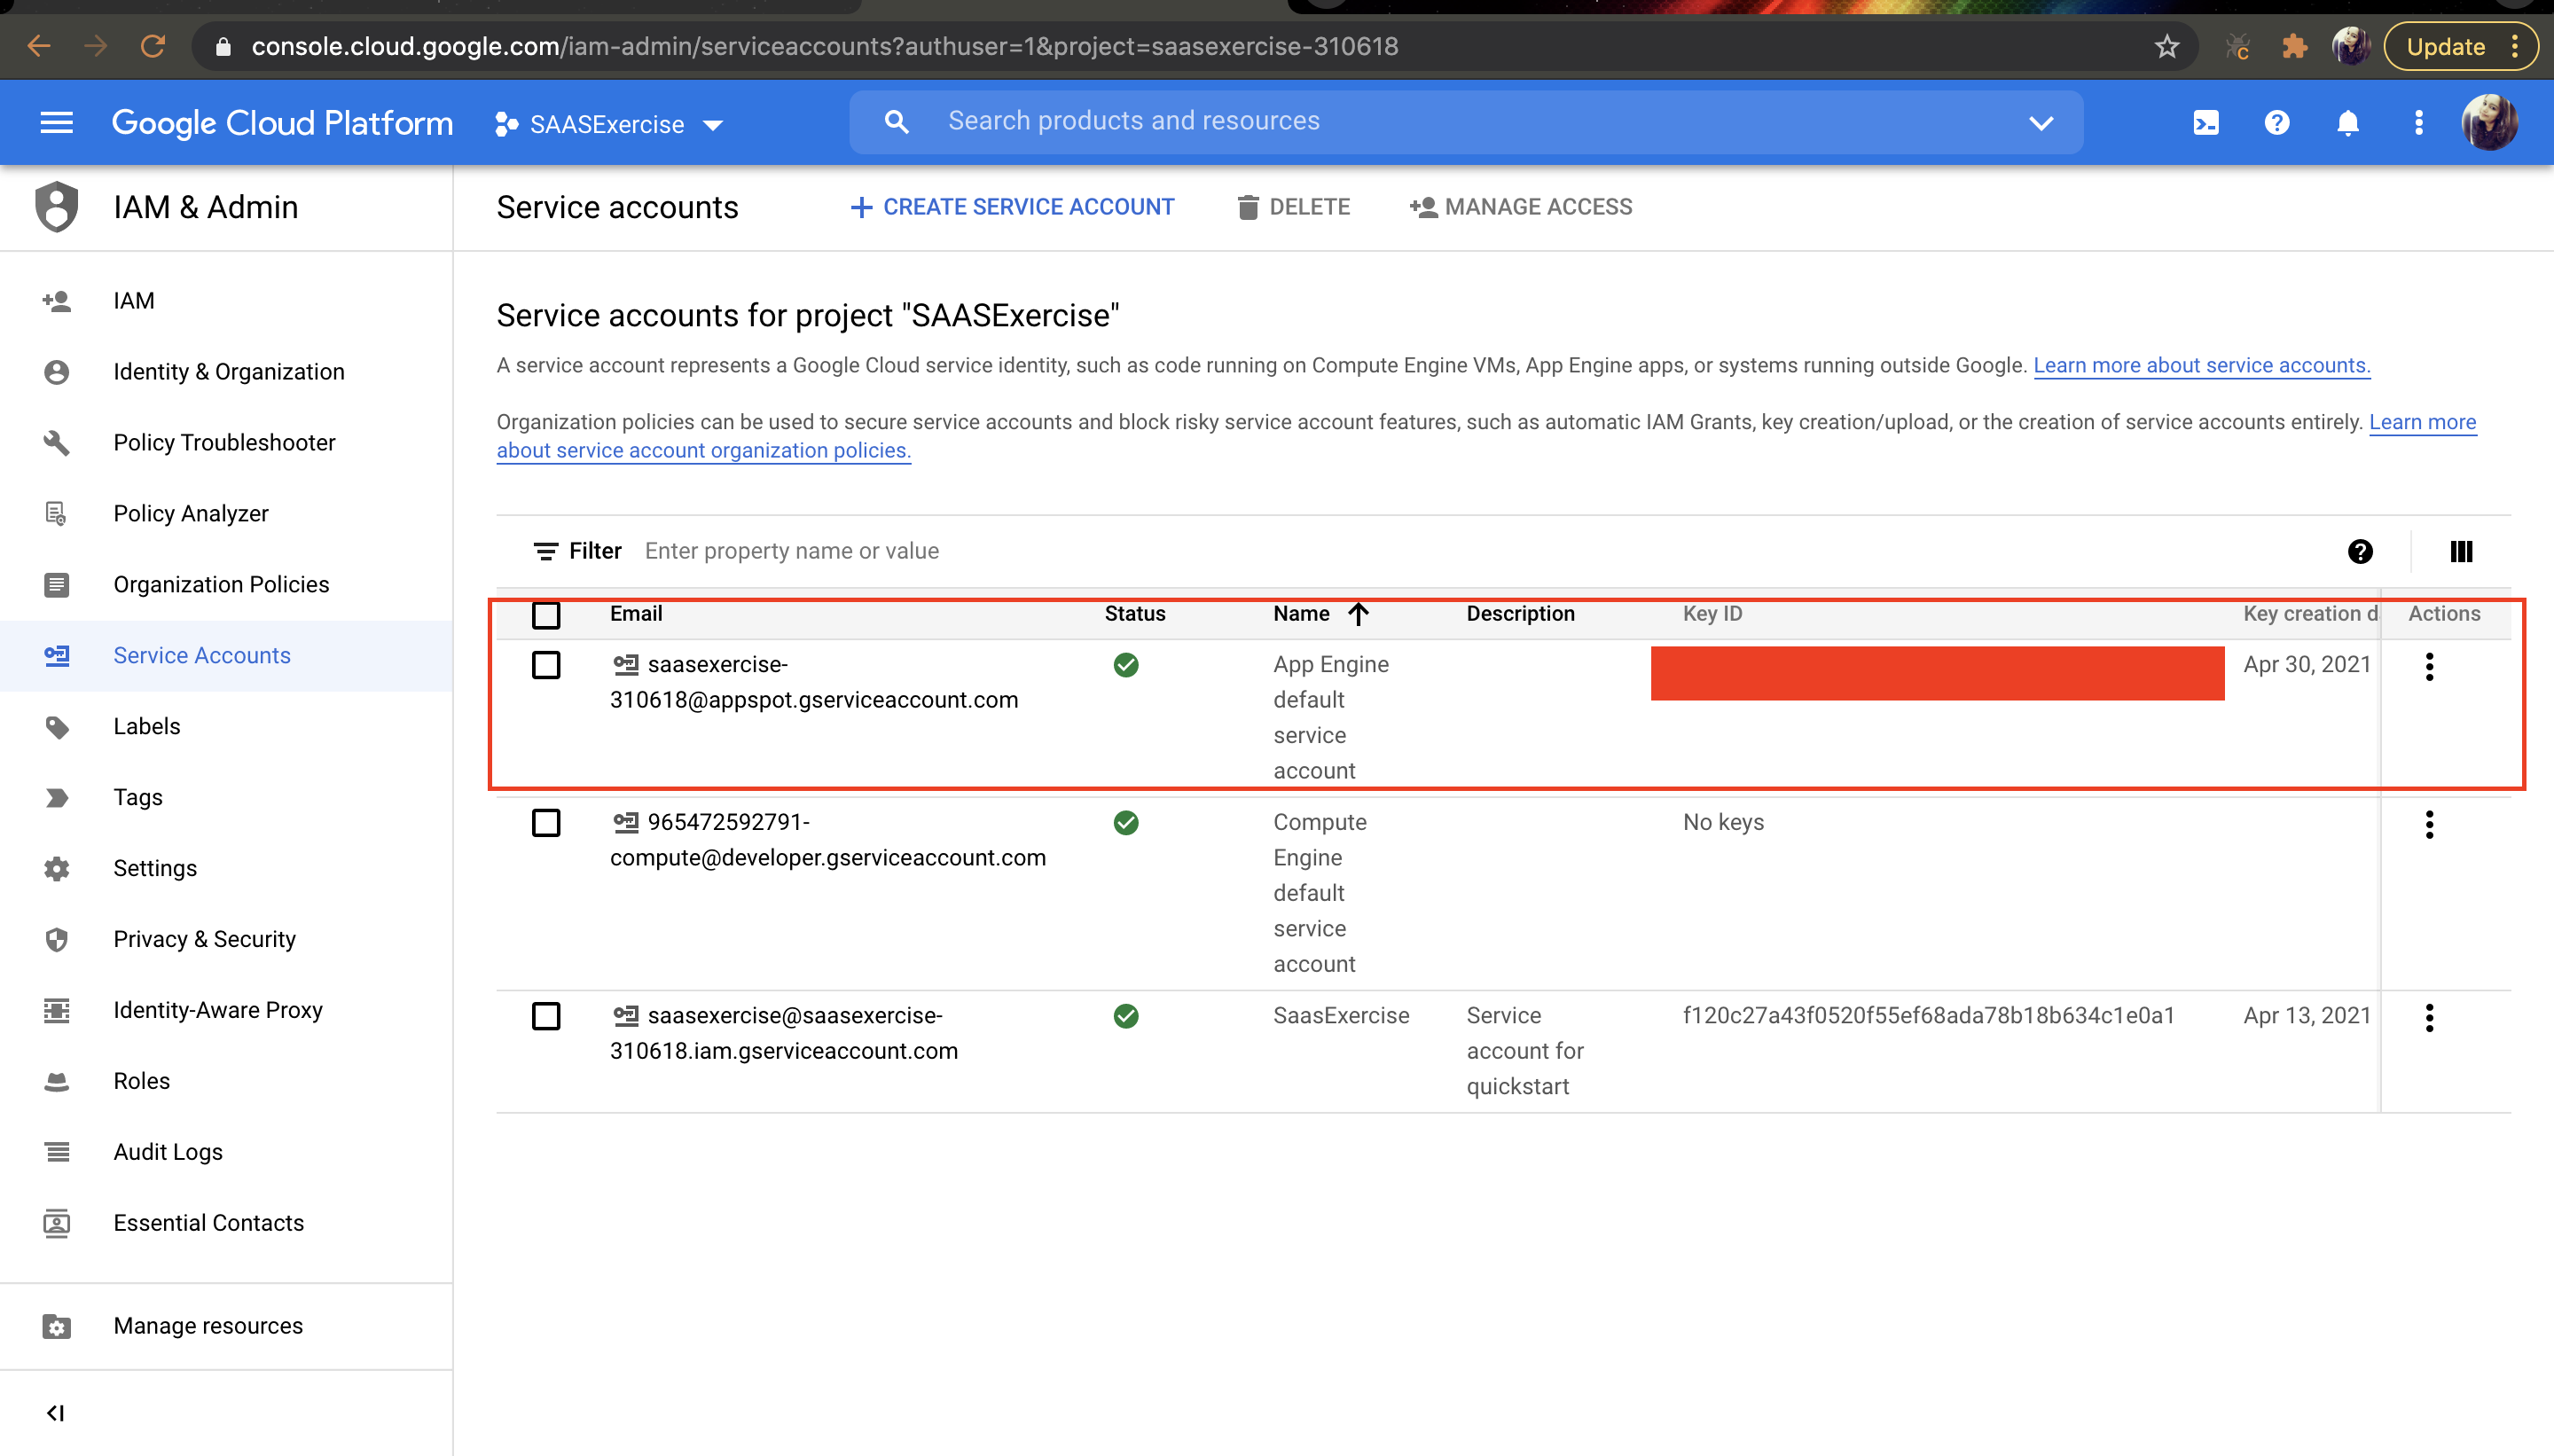 console.cloud.google.com/iam-admin/serviceaccounts?authuser=1&project=saasexercise-310618
C
Update
Google Cloud Platform
SAASExercise
Search products and resources
IAM & Admin
Service accounts
CREATE SERVICE ACCOUNT
DELETE
MANAGE ACCESS
IAM
Identity & Organization
Policy Troubleshooter
Policy Analyzer
Organization Policies
Service Accounts
Labels
Tags
Settings
Privacy & Security
Identity-Aware Proxy
Roles
Audit Logs
Essential Contacts
Manage resources
Service accounts for project "SAASExercise"
A service account represents a Google Cloud service identity, such as code running on Compute Engine VMs, App Engine apps, or systems running outside Google. Learn more about service accounts.
Organization policies can be used to secure service accounts and block risky service account features, such as automatic IAM Grants, key creation/upload, or the creation of service accounts entirely. Learn more
about service account organization policies.
Filter Enter property name or value
Email Status Name Description Key ID Key creation d Actions
saasexercise-
310618@appspot.gserviceaccount.com
App Engine
default
service
account
Apr 30, 2021
965472592791-
compute@developer.gserviceaccount.com
Compute
Engine
default
service
account
No keys
saasexercise@saasexercise-
310618.iam.gserviceaccount.com
SaasExercise
Service
account for
quickstart
f120c27a43f0520f55ef68ada78b18b634c1e0a1
Apr 13, 2021